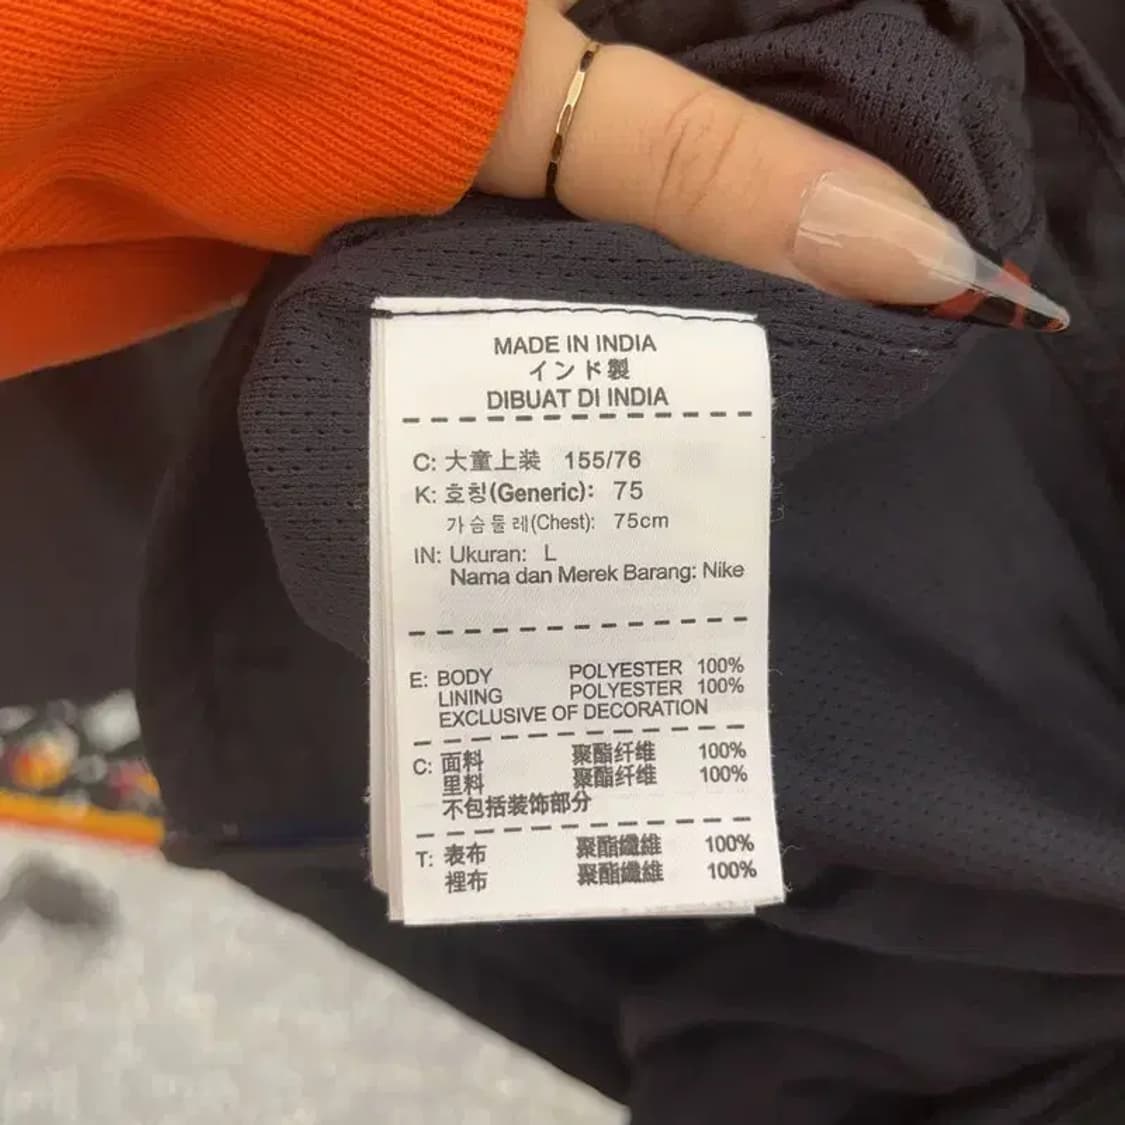 MADE IN INDIA
インド製
DIBUAT DI INDIA
C: 大童上装 155/76
K: 호칭(Generic): 75
가슴둘레(Chest): 75cm
IN: Ukuran: L
Nama dan Merek Barang: Nike
E: BODY POLYESTER 100%
LINING POLYESTER 100%
EXCLUSIVE OF DECORATION
C: 面料 聚酯纤维 100%
里料 聚酯纤维 100%
不包括装饰部分
T: 表布 聚酯纖維 100%
裡布 聚酯纖維 100%